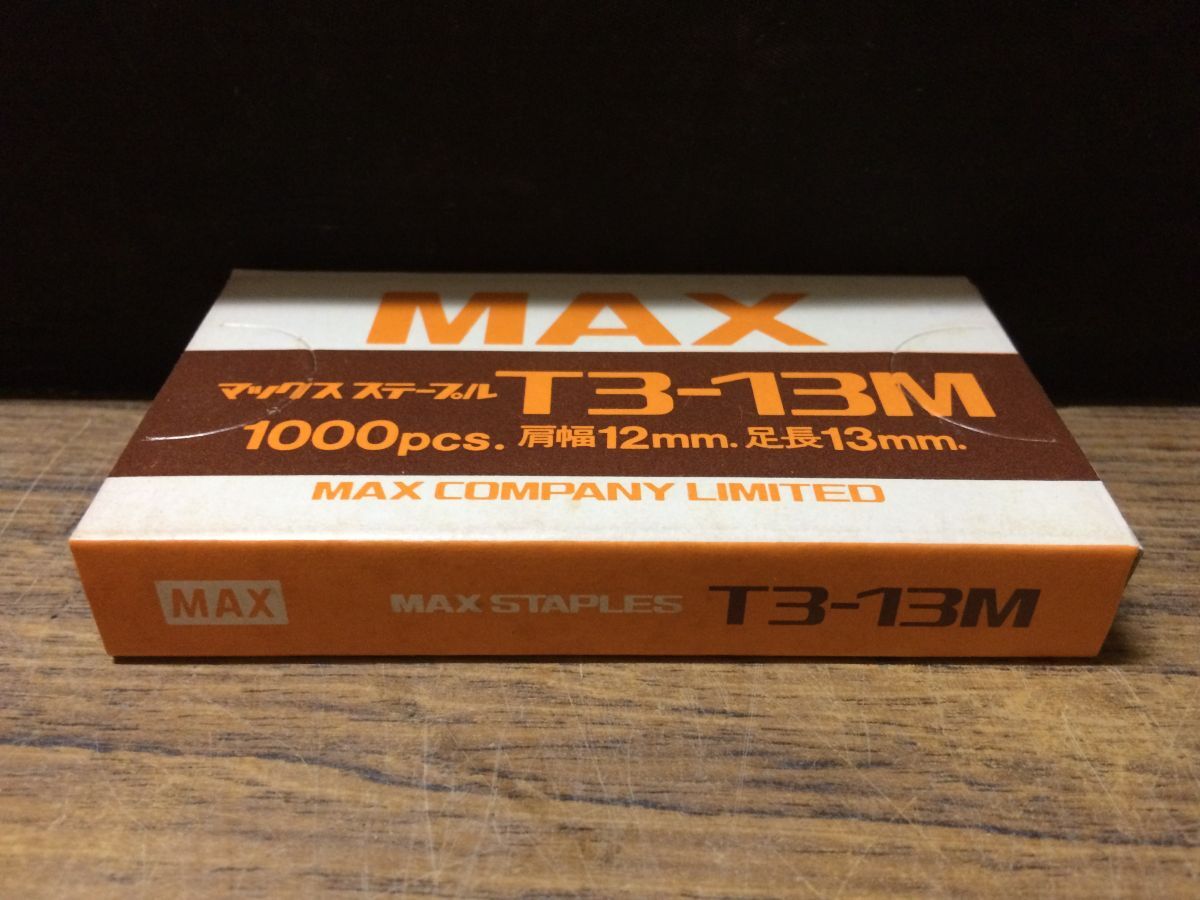 MAX
マックス ステープル T3-13M
1000pcs. 肩幅12mm. 足長13mm.
MAX COMPANY LIMITED
MAX MAX STAPLES T3-13M